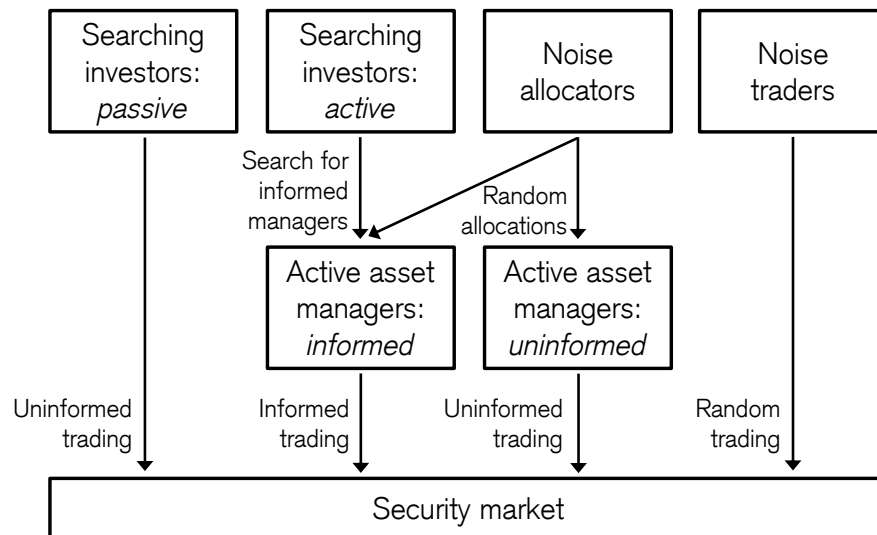 Searching
investors:
passive
Searching
investors:
active
Noise
allocators
Noise
traders
Search for
informed
managers
Random
allocations
Active asset
managers:
informed
Active asset
managers:
uninformed
Uninformed
trading
Informed
trading
Uninformed
trading
Random
trading
Security market